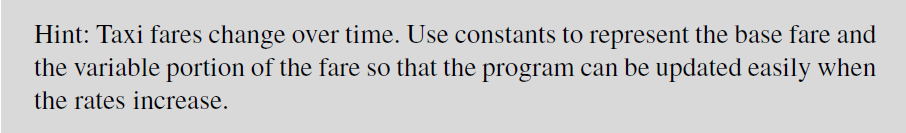 Hint: Taxi fares change over time. Use constants to represent the base fare and
the variable portion of the fare so that the program can be updated easily when
the rates increase.